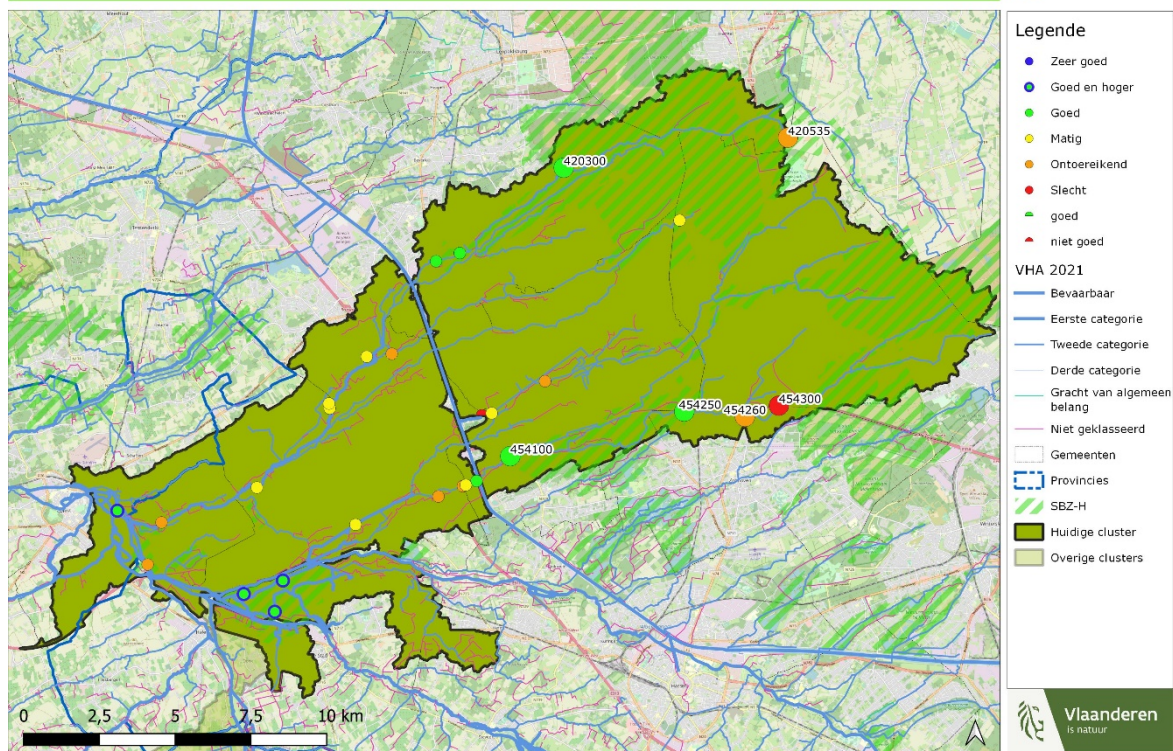 420535
420300
454250
454260
454300
454100
0 2,5 5 7,5 10 km
Legende
Zeer goed
Goed en hoger
Goed
Matig
Ontoereikend
Slecht
goed
niet goed
VHA 2021
Bevaarbaar
Eerste categorie
Tweede categorie
Derde categorie
Gracht van algemeen
belang
Niet geklasseerd
Gemeenten
Provincies
SBZ-H
Huidige cluster
Overige clusters
Vlaanderen
is natuur